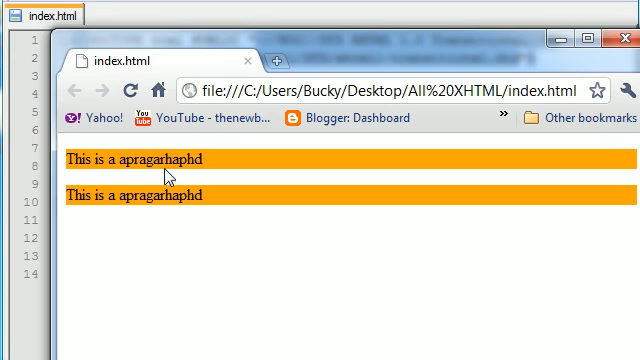 index.html
1
2
3
4
5
6
7
8
9
10
11
12
13
14
index.html
file:///C:/Users/Bucky/Desktop/All%20XHTML/index.html
Yahoo!
You Tube YouTube - thenewb...
Blogger: Dashboard
»
Other bookmarks
This is a apragarhaphd
This is a apragarhaphd